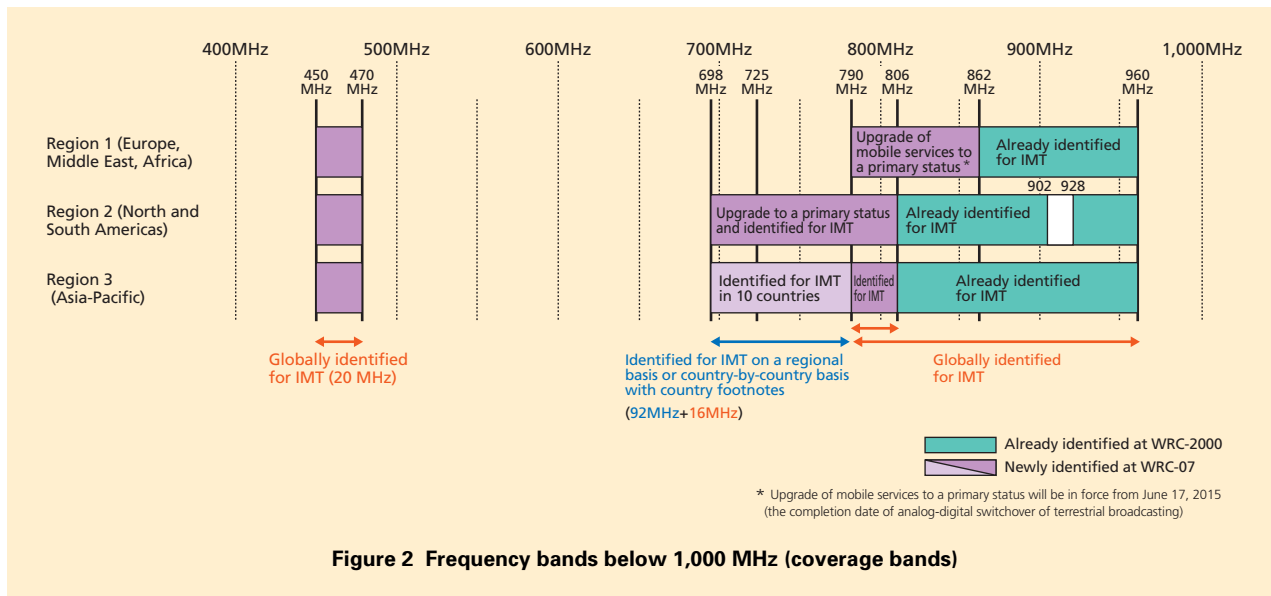 400MHz 500MHz 600MHz 700MHz 800MHz 900MHz 1,000MHz
450 MHz
470 MHz
698 MHz
725 MHz
790 MHz
806 MHz
862 MHz
960 MHz
Region 1 (Europe,
Middle East, Africa)
Upgrade of
mobile services to
a primary status *
Already identified
for IMT
902 928
Region 2 (North and
South Americas)
Upgrade to a primary status
and identified for IMT
Already identified
for IMT
Region 3
(Asia-Pacific)
Identified for IMT
in 10 countries
Identified
for IMT
Already identified
for IMT
Globally identified
for IMT (20 MHz)
Identified for IMT on a regional
basis or country-by-country basis
with country footnotes
(92MHz+16MHz)
Globally identified
for IMT
Already identified at WRC-2000
Newly identified at WRC-07
* Upgrade of mobile services to a primary status will be in force from June 17, 2015
(the completion date of analog-digital switchover of terrestrial broadcasting)
Figure 2 Frequency bands below 1,000 MHz (coverage bands)